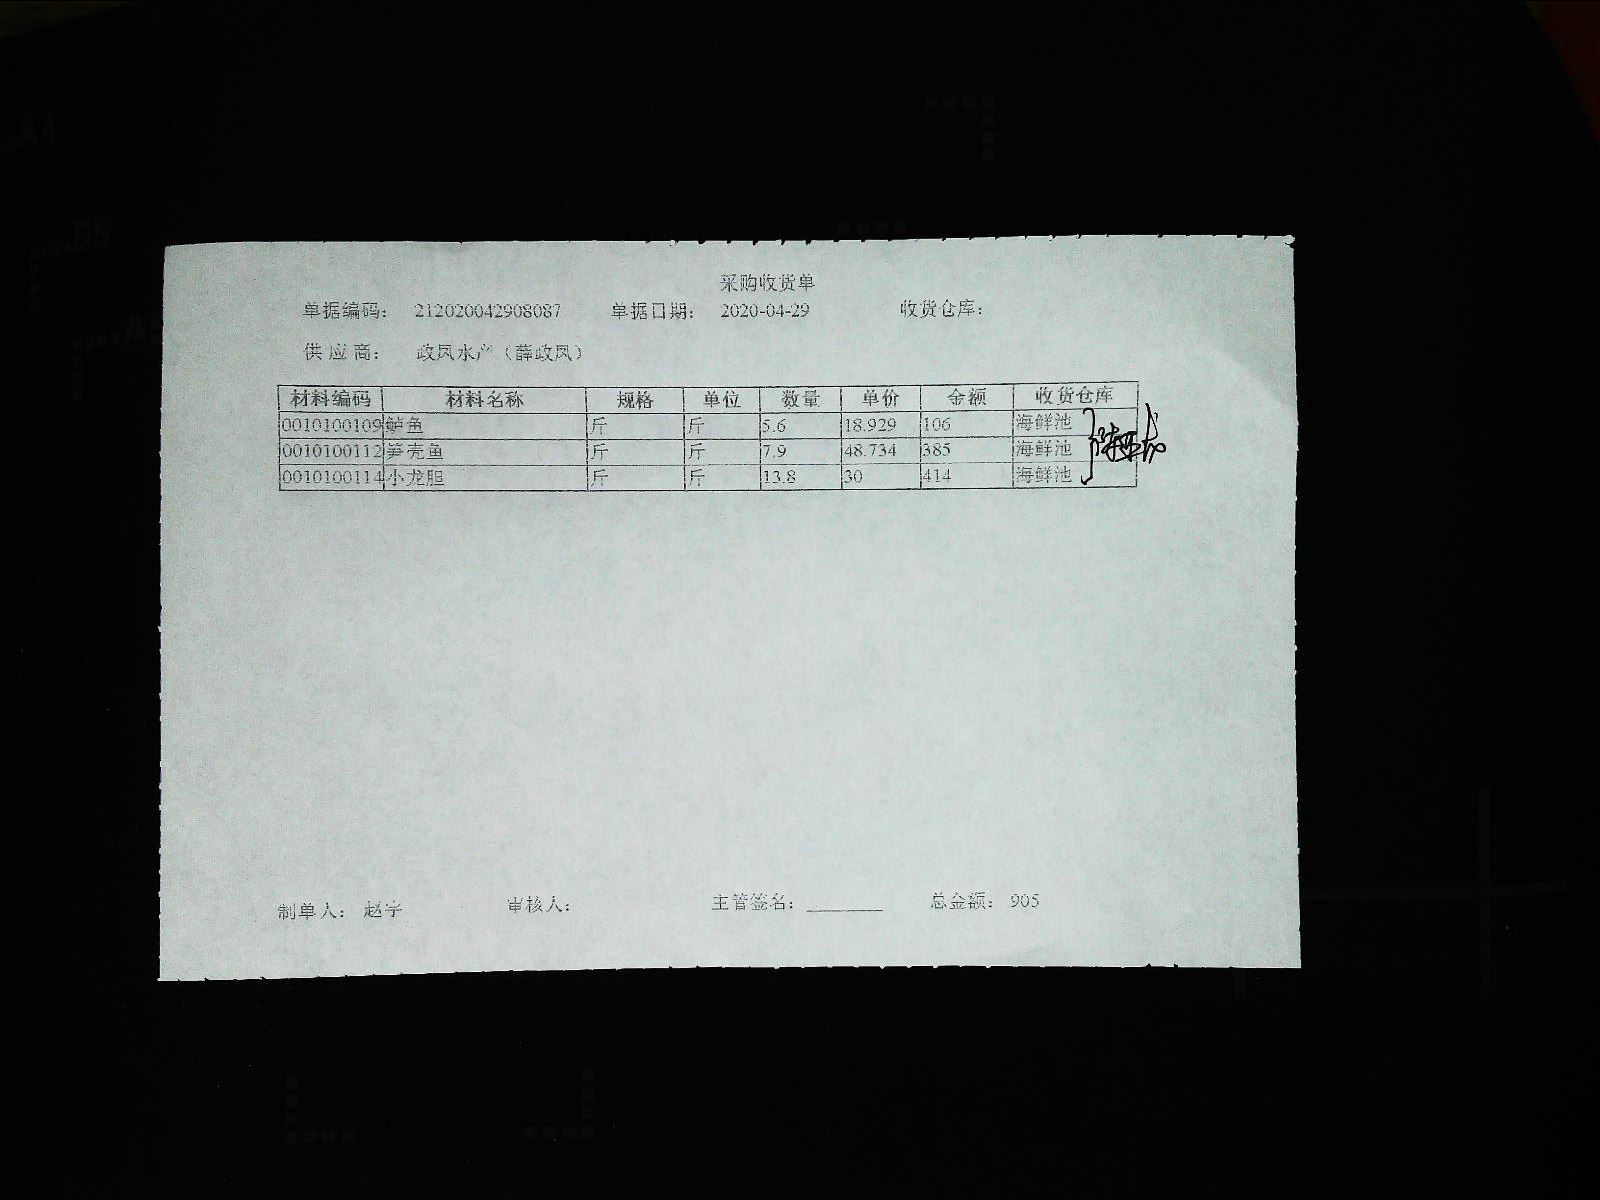 采购收货单
单据编码： 212020042908087 单据日期： 2020-04-29 收货仓库：
供应商： 政凤水产（薛政凤）
材料编码 材料名称 规格 单位 数量 单价 金额 收货仓库
0010100109 鲈鱼 斤 斤 5.6 18.929 106 海鲜池
0010100112 笋壳鱼 斤 斤 7.9 48.734 385 海鲜池
0010100114 小龙胆 斤 斤 13.8 30 414 海鲜池
制单人： 赵宇 审核人： 主管签名： ________ 总金额： 905